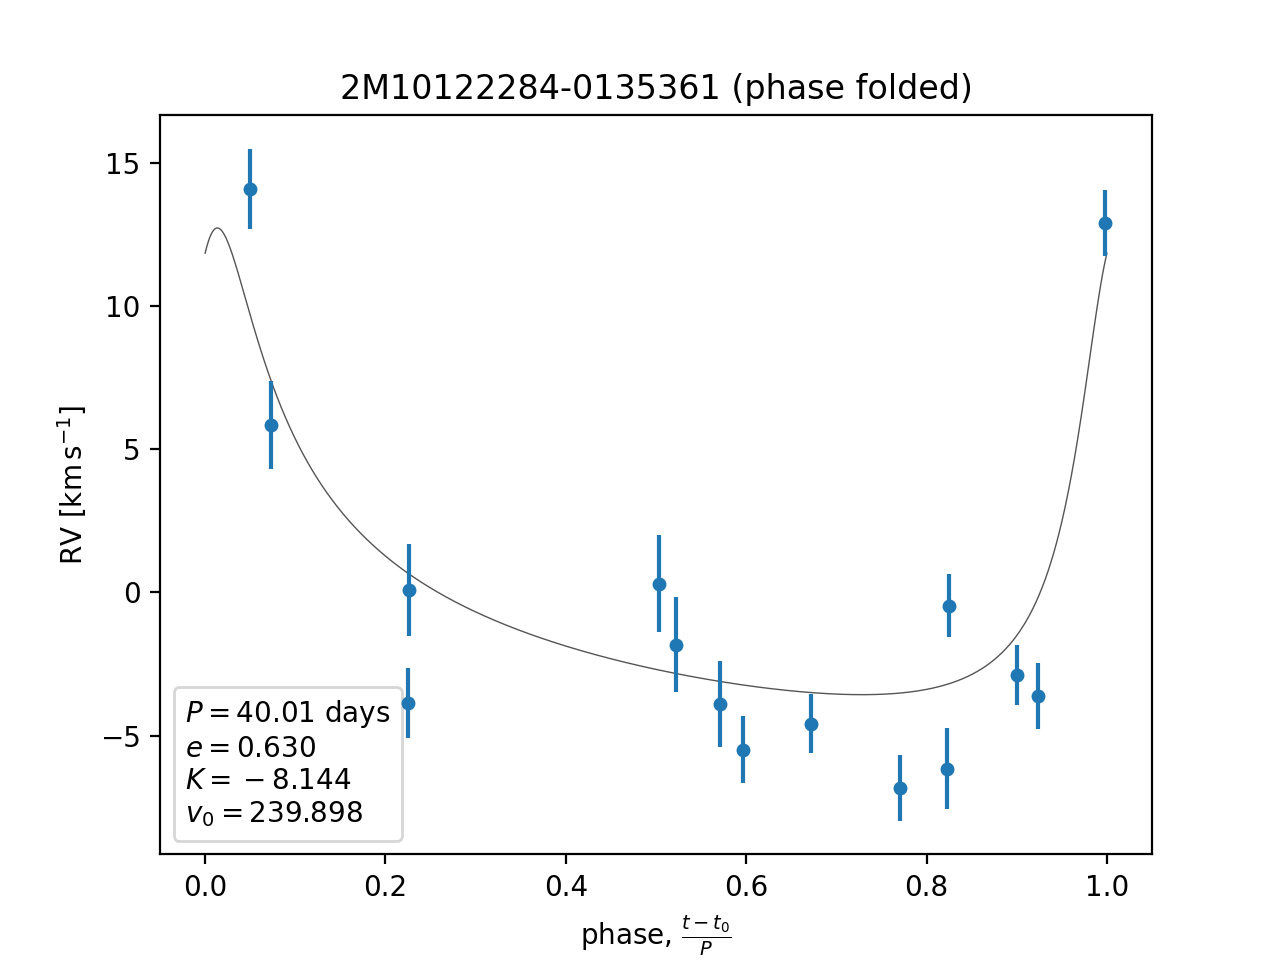 2M10122284-0135361 (phase folded)
15
10
5
0
−5
RV [km s⁻¹]
P = 40.01 days
e = 0.630
K = −8.144
v₀ = 239.898
0.0 0.2 0.4 0.6 0.8 1.0
phase, (t − t₀)/P